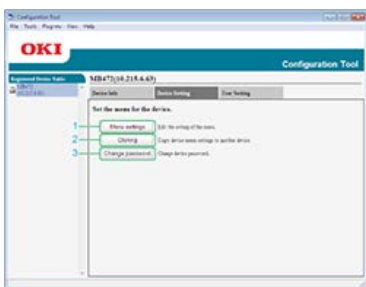 Configuration Tool
File Tools Plug-ins View Help
OKI
Configuration Tool
Registered Device Table
MB472(10.215.6.63)
MB472
Device Info Device Setting User Setting
Set the menu for the device.
1 Menu settings Edit the setting of the menu.
2 Cloning Copy device menu settings to another device.
3 Change password Change device password.